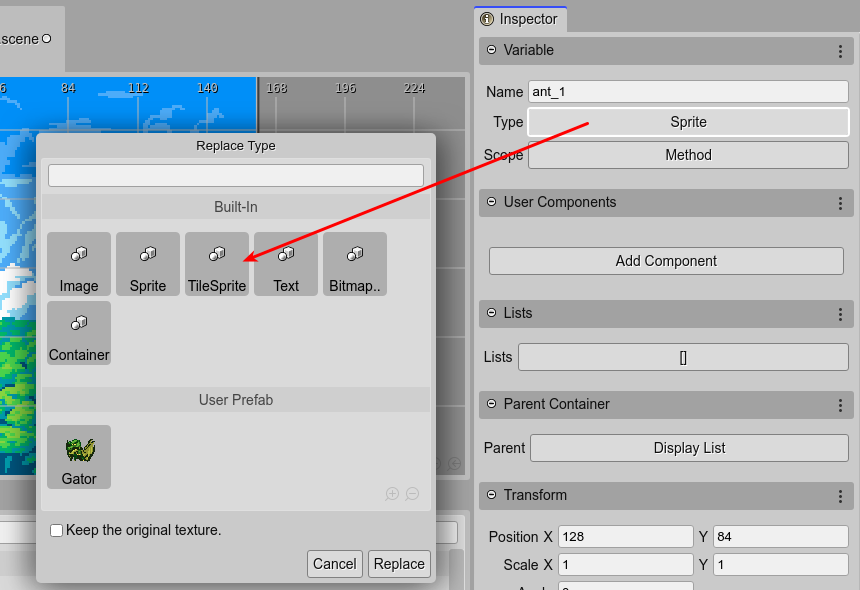 scene
Inspector
Variable
84 112 140 168 196 224
Name ant_1
Type Sprite
Scope Method
Replace Type
Built-In
Image Sprite TileSprite Text Bitmap..
Container
User Prefab
Gator
Keep the original texture.
Cancel Replace
User Components
Add Component
Lists
Lists []
Parent Container
Parent Display List
Transform
Position X 128 Y 84
Scale X 1 Y 1